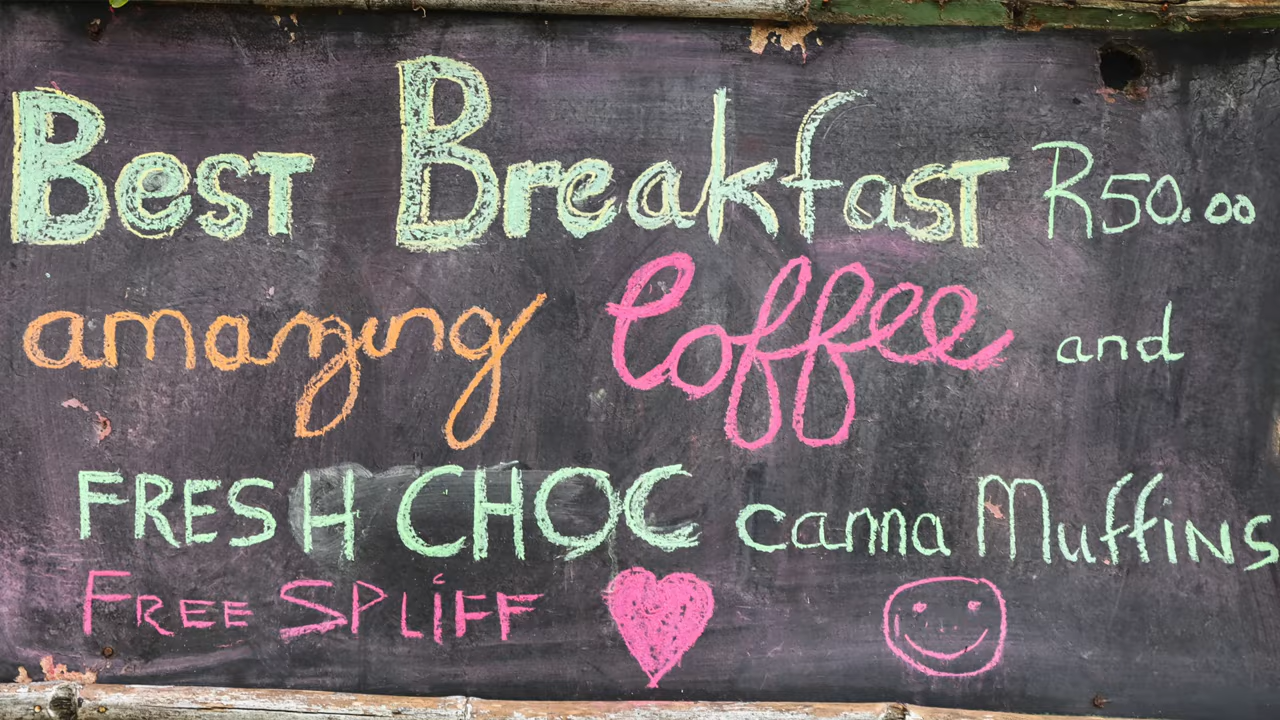 Best Breakfast R50.00
amazing Coffee and
FRESH CHOC canna Muffins
FREE SPLiFF